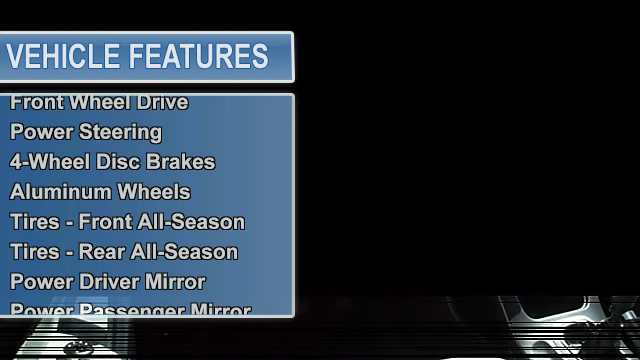 VEHICLE FEATURES
Front Wheel Drive
Power Steering
4-Wheel Disc Brakes
Aluminum Wheels
Tires - Front All-Season
Tires - Rear All-Season
Power Driver Mirror
Power Passenger Mirror